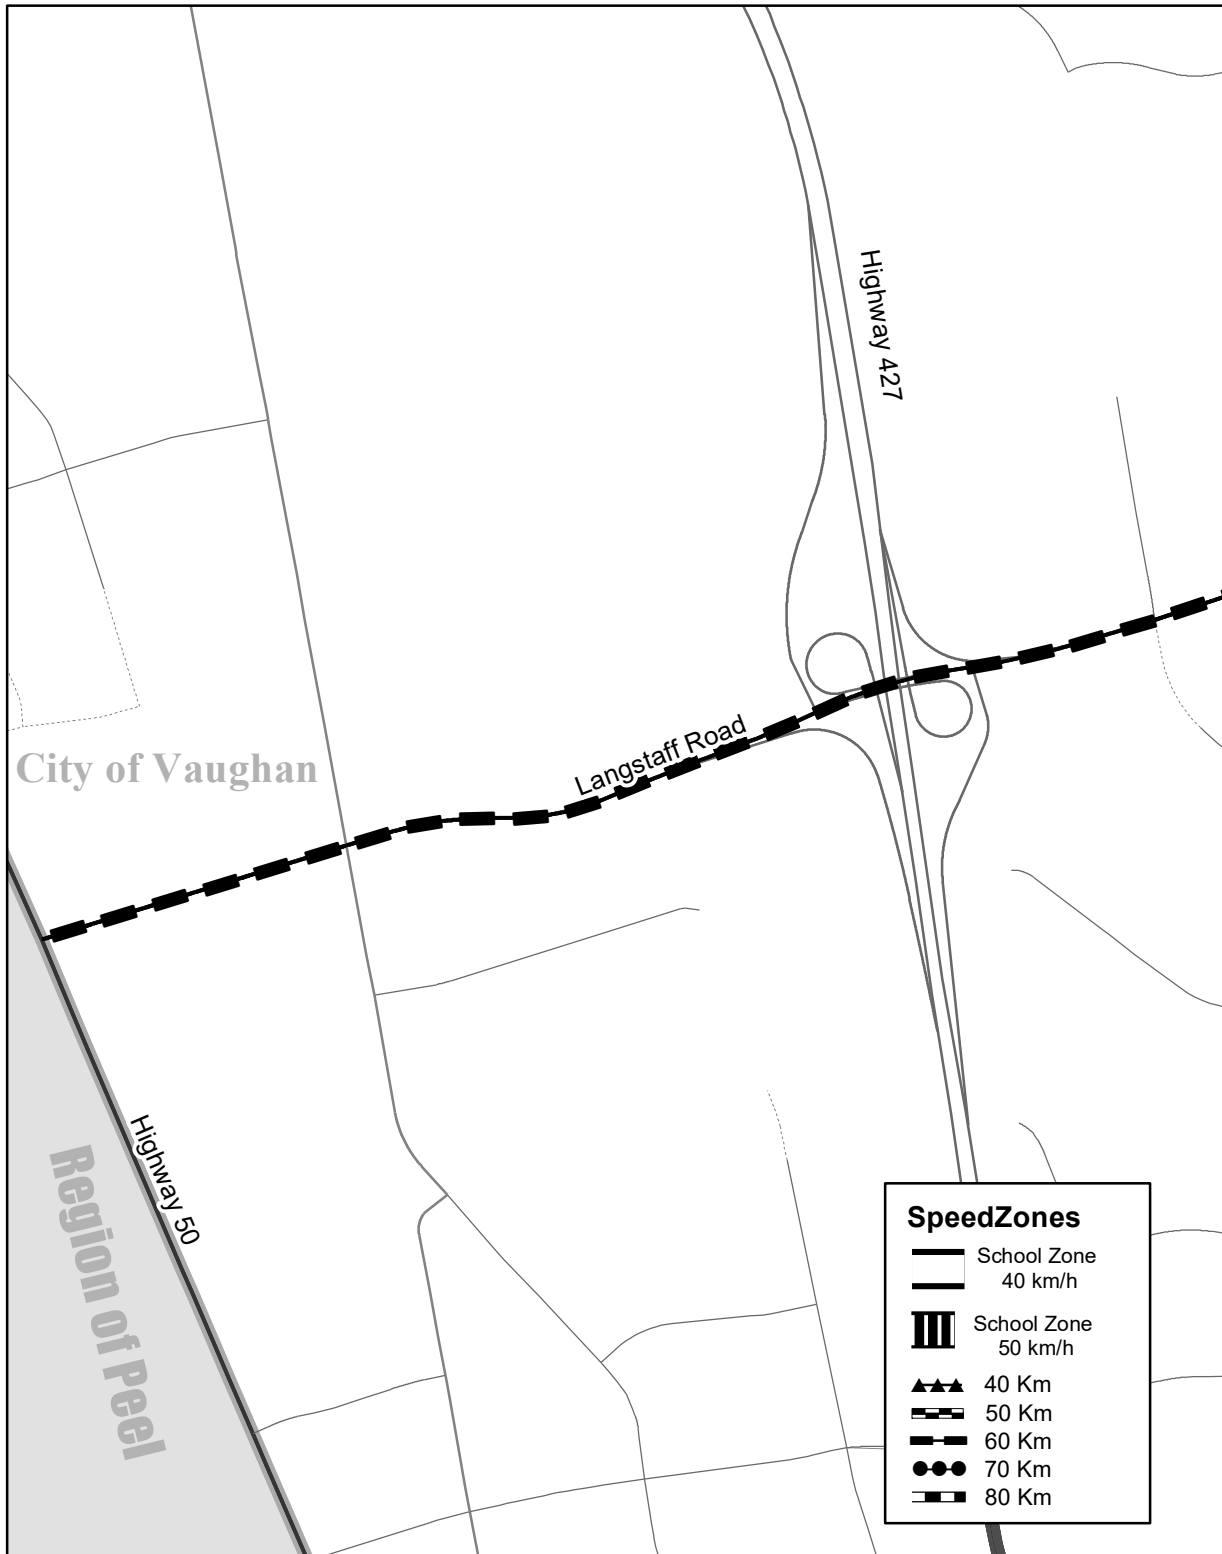 Highway 427
Langstaff Road
City of Vaughan
Highway 50
Region of Peel
SpeedZones
School Zone
40 km/h
School Zone
50 km/h
40 Km
50 Km
60 Km
70 Km
80 Km